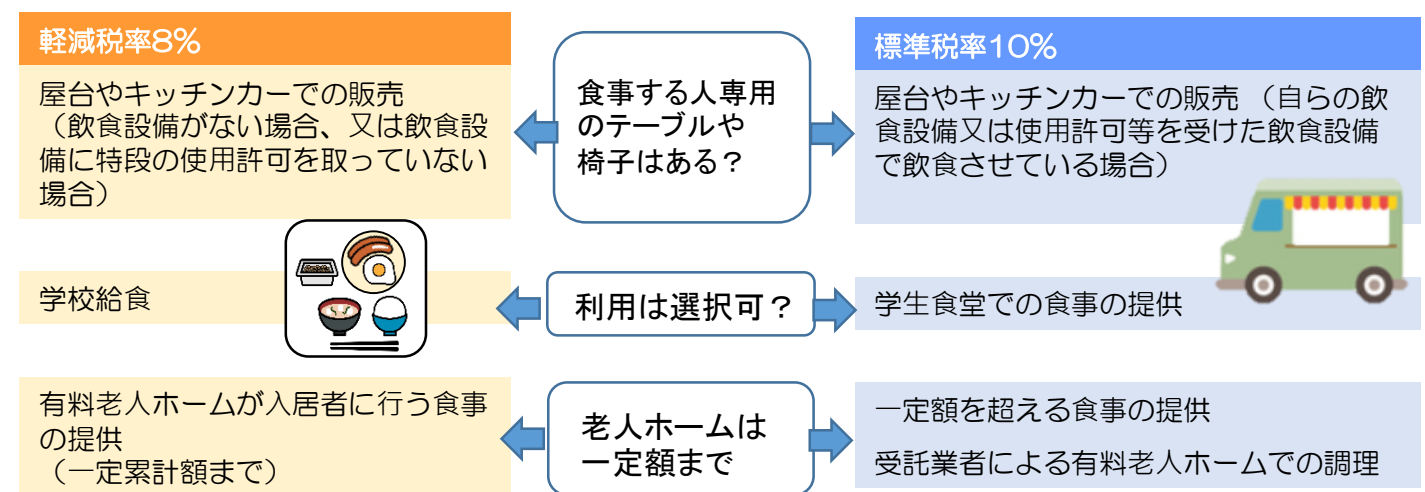 軽減税率8%
屋台やキッチンカーでの販売
（飲食設備がない場合、又は飲食設
備に特段の使用許可を取っていない
場合）
食事する人専用
のテーブルや
椅子はある？
標準税率10%
屋台やキッチンカーでの販売 （自らの飲
食設備又は使用許可等を受けた飲食設備
で飲食させている場合）
学校給食
利用は選択可？
学生食堂での食事の提供
有料老人ホームが入居者に行う食事
の提供
（一定累計額まで）
老人ホームは
一定額まで
一定額を超える食事の提供
受託業者による有料老人ホームでの調理